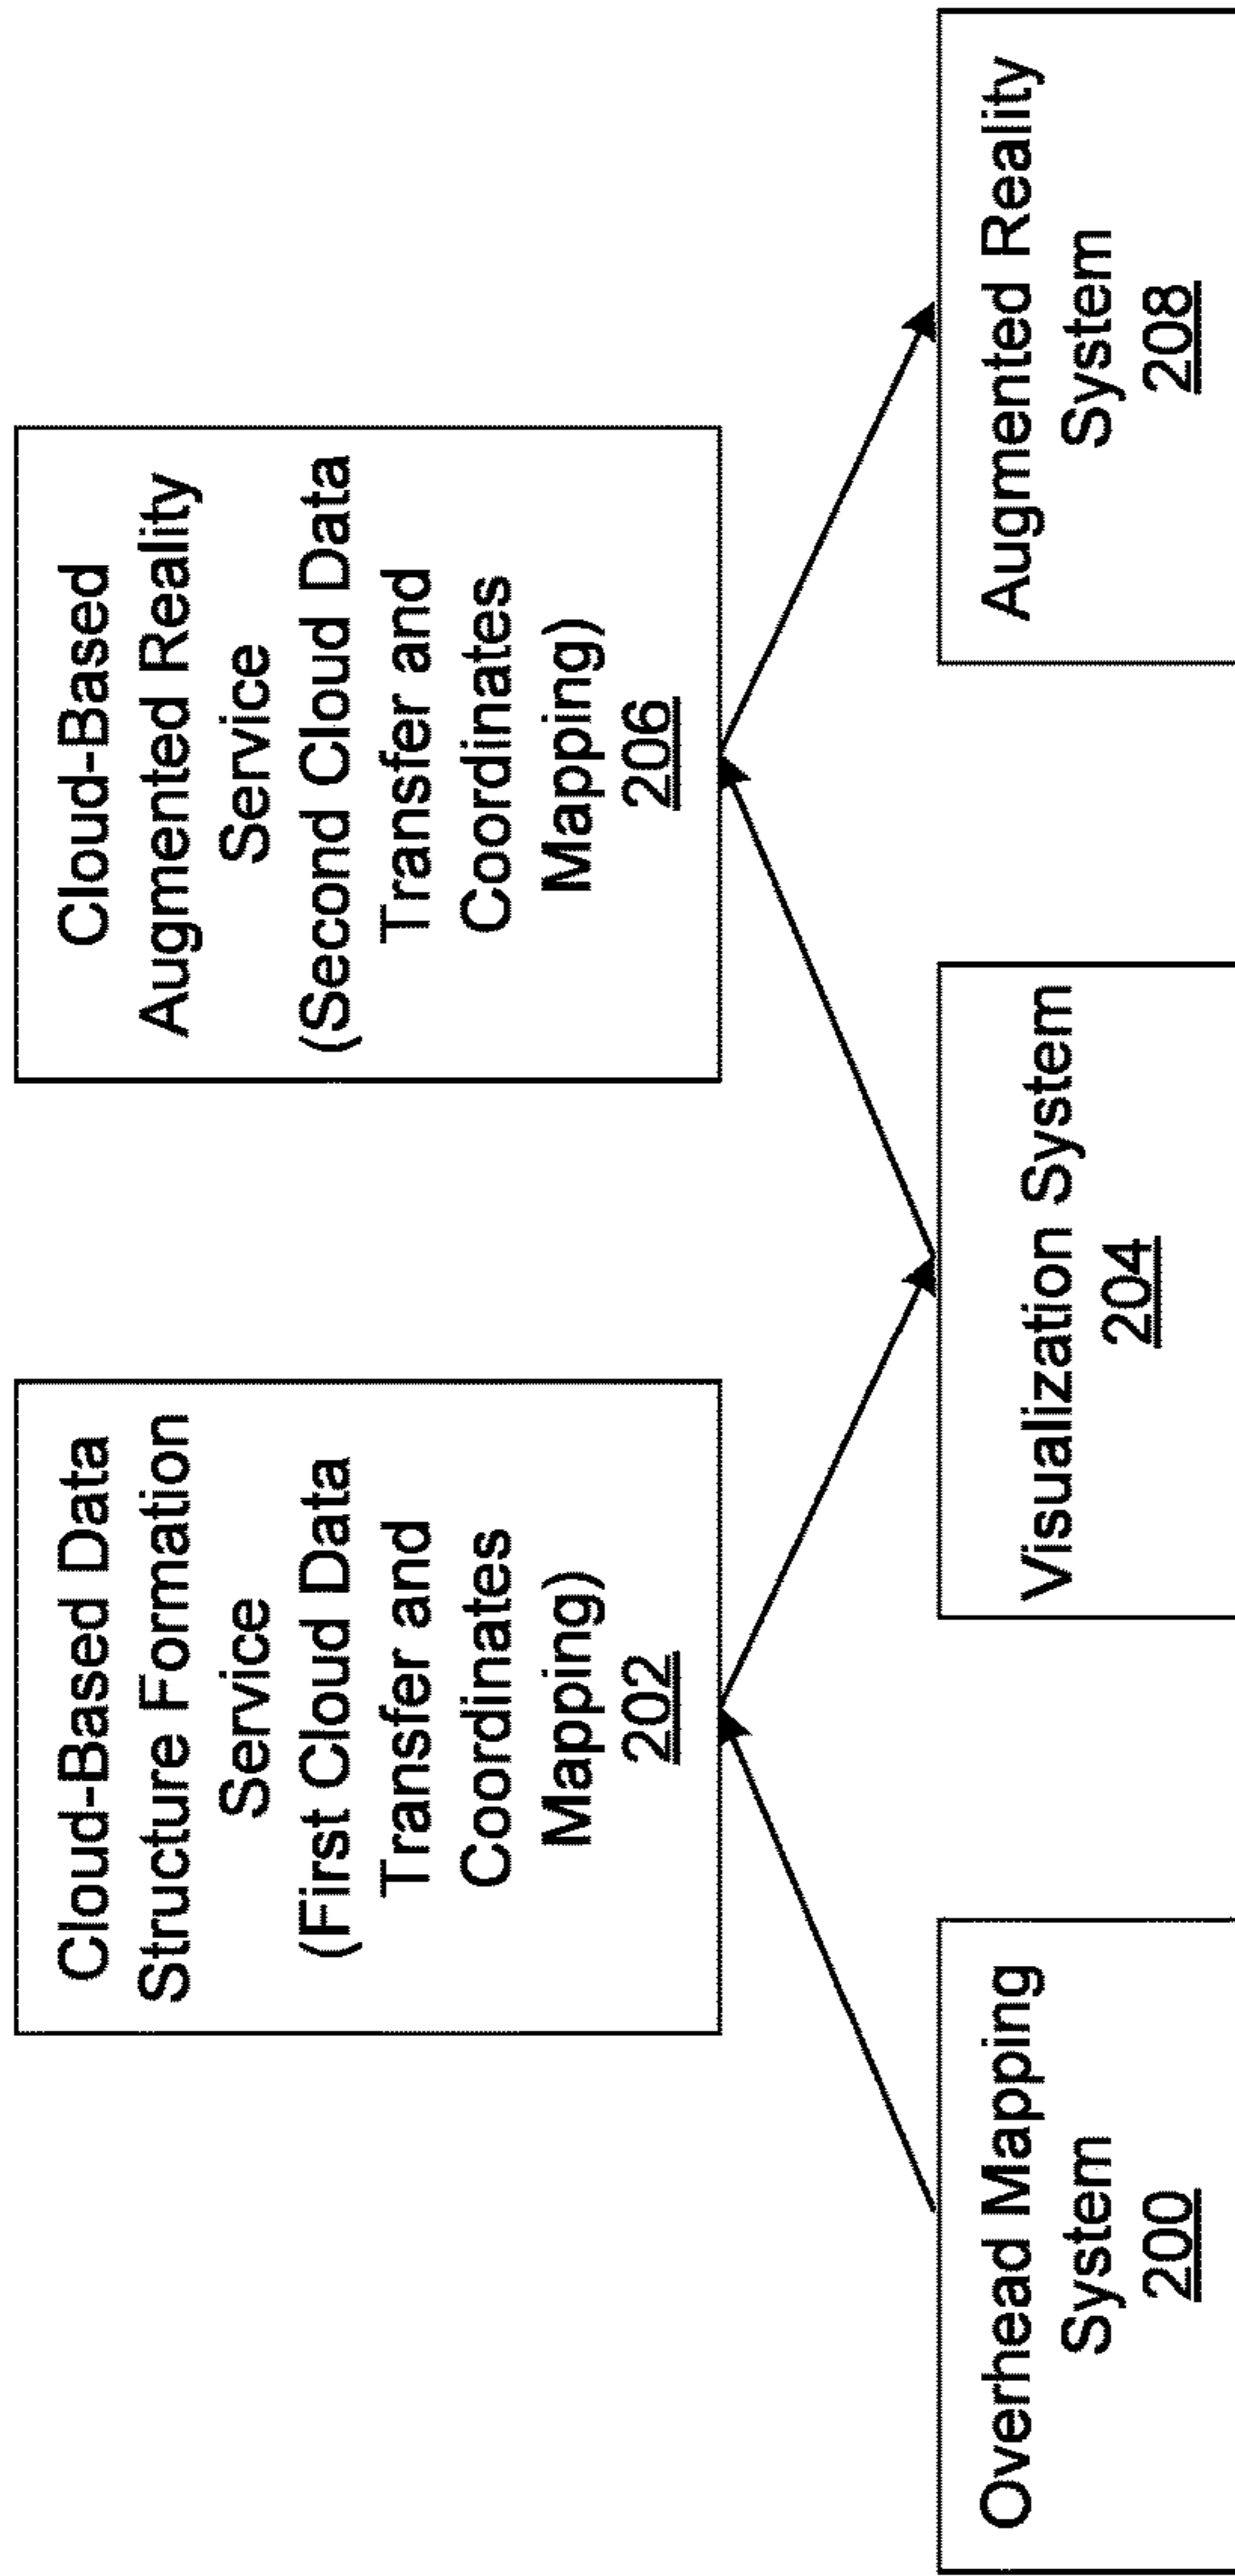 Cloud-Based Data
Structure Formation
Service
(First Cloud Data
Transfer and
Coordinates
Mapping)
202
Cloud-Based
Augmented Reality
Service
(Second Cloud Data
Transfer and
Coordinates
Mapping)
206
Overhead Mapping
System
200
Visualization System
204
Augmented Reality
System
208